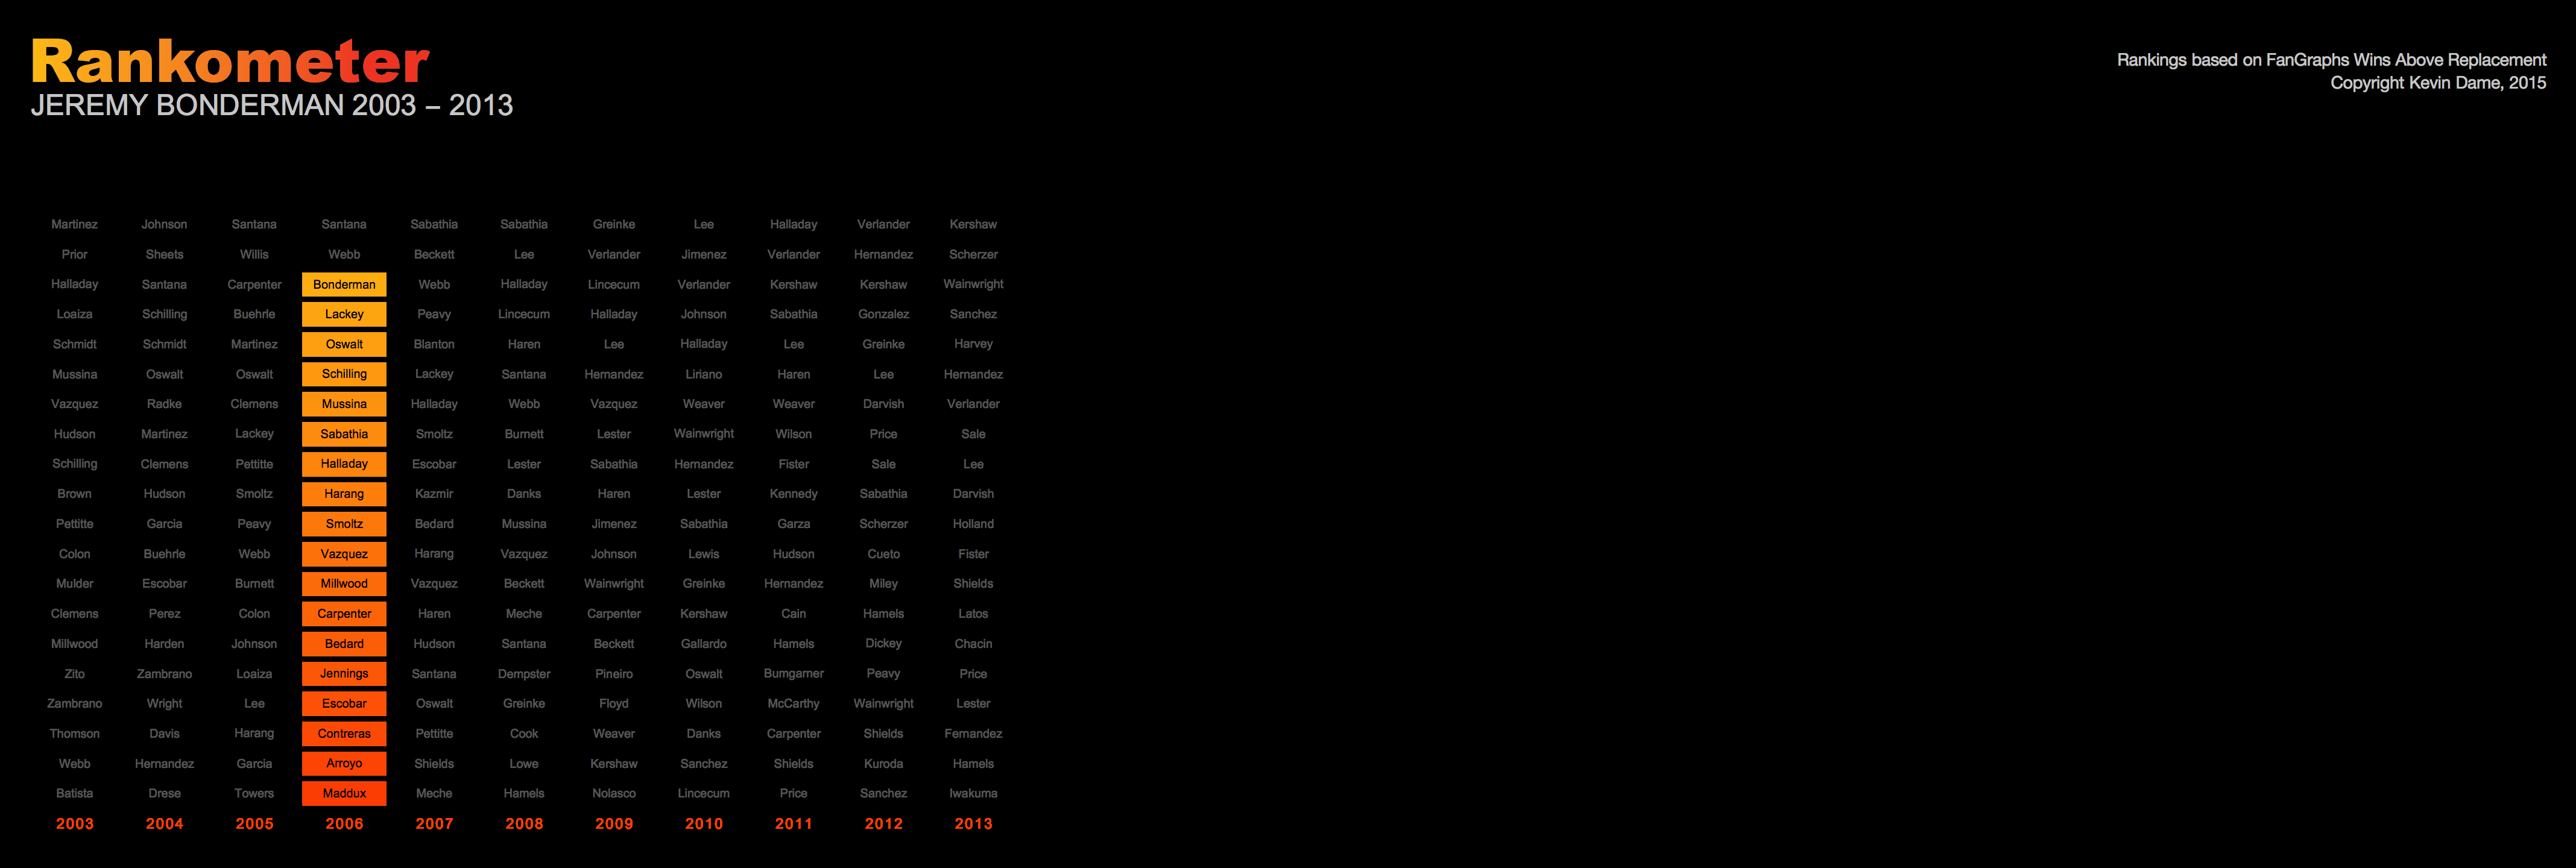 Rankometer
JEREMY BONDERMAN 2003 – 2013
Rankings based on FanGraphs Wins Above Replacement
Copyright Kevin Dame, 2015
Martinez Johnson Santana Santana Sabathia Sabathia Greinke Lee Halladay Verlander Kershaw
Prior Sheets Willis Webb Beckett Lee Verlander Jimenez Verlander Hernandez Scherzer
Halladay Santana Carpenter Bonderman Webb Halladay Lincecum Verlander Kershaw Kershaw Wainwright
Loaiza Schilling Buehrle Lackey Peavy Lincecum Halladay Johnson Sabathia Gonzalez Sanchez
Schmidt Schmidt Martinez Oswalt Blanton Haren Lee Halladay Lee Greinke Harvey
Mussina Oswalt Oswalt Schilling Lackey Santana Hernandez Liriano Haren Lee Hernandez
Vazquez Radke Clemens Mussina Halladay Webb Vazquez Weaver Weaver Darvish Verlander
Hudson Martinez Lackey Sabathia Smoltz Burnett Lester Wainwright Wilson Price Sale
Schilling Clemens Pettitte Halladay Escobar Lester Sabathia Hernandez Fister Sale Lee
Brown Hudson Smoltz Harang Kazmir Danks Haren Lester Kennedy Sabathia Darvish
Pettitte Garcia Peavy Smoltz Bedard Mussina Jimenez Sabathia Garza Scherzer Holland
Colon Buehrle Webb Vazquez Harang Vazquez Johnson Lewis Hudson Cueto Fister
Mulder Escobar Burnett Millwood Vazquez Beckett Wainwright Greinke Hernandez Miley Shields
Clemens Perez Colon Carpenter Haren Meche Carpenter Kershaw Cain Hamels Latos
Millwood Harden Johnson Bedard Hudson Santana Beckett Gallardo Hamels Dickey Chacin
Zito Zambrano Loaiza Jennings Santana Dempster Pineiro Oswalt Bumgarner Peavy Price
Zambrano Wright Lee Escobar Oswalt Greinke Floyd Wilson McCarthy Wainwright Lester
Thomson Davis Harang Contreras Pettitte Cook Weaver Danks Carpenter Shields Fernandez
Webb Hernandez Garcia Arroyo Shields Lowe Kershaw Sanchez Shields Kuroda Hamels
Batista Drese Towers Maddux Meche Hamels Nolasco Lincecum Price Sanchez Iwakuma
2003 2004 2005 2006 2007 2008 2009 2010 2011 2012 2013